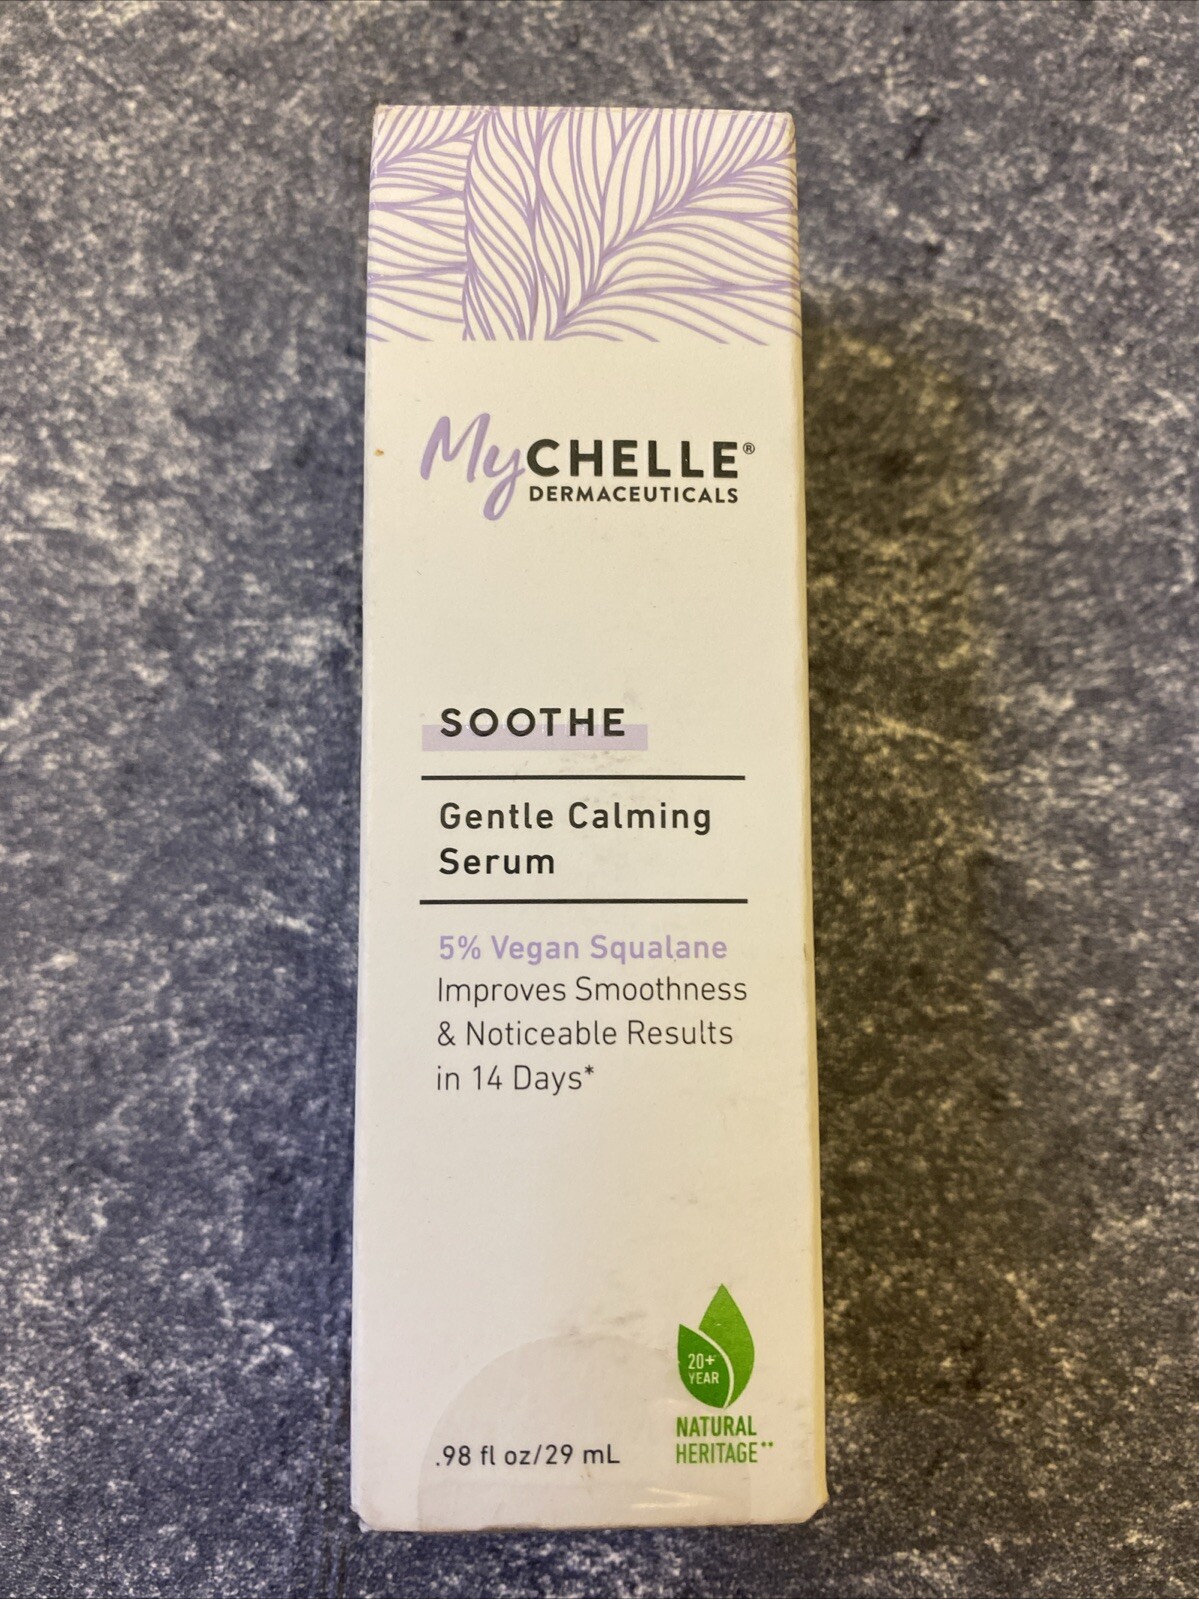 MyCHELLE®
DERMACEUTICALS
SOOTHE
Gentle Calming
Serum
5% Vegan Squalane
Improves Smoothness
& Noticeable Results
in 14 Days*
20+
YEAR
NATURAL
HERITAGE**
.98 fl oz/29 mL